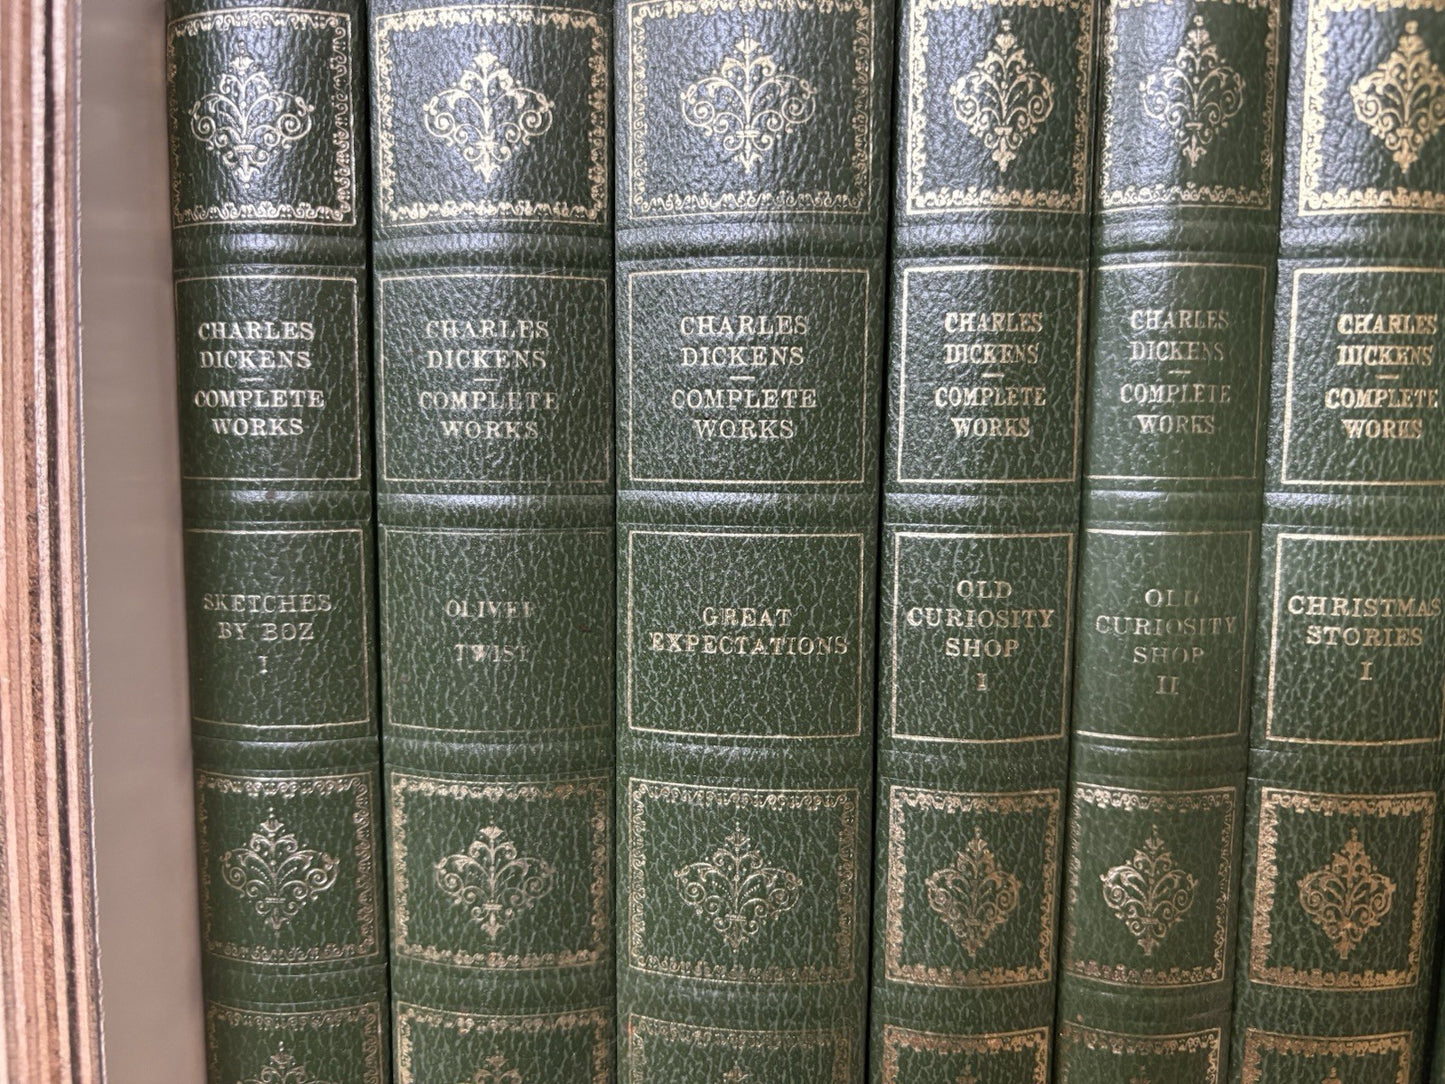 CHARLES
DICKENS
COMPLETE
WORKS
SKETCHES
BY BOZ
I
CHARLES
DICKENS
COMPLETE
WORKS
OLIVER
TWIST
CHARLES
DICKENS
COMPLETE
WORKS
GREAT
EXPECTATIONS
CHARLES
DICKENS
COMPLETE
WORKS
OLD
CURIOSITY
SHOP
I
CHARLES
DICKENS
COMPLETE
WORKS
OLD
CURIOSITY
SHOP
II
CHARLES
DICKENS
COMPLETE
WORKS
CHRISTMAS
STORIES
I